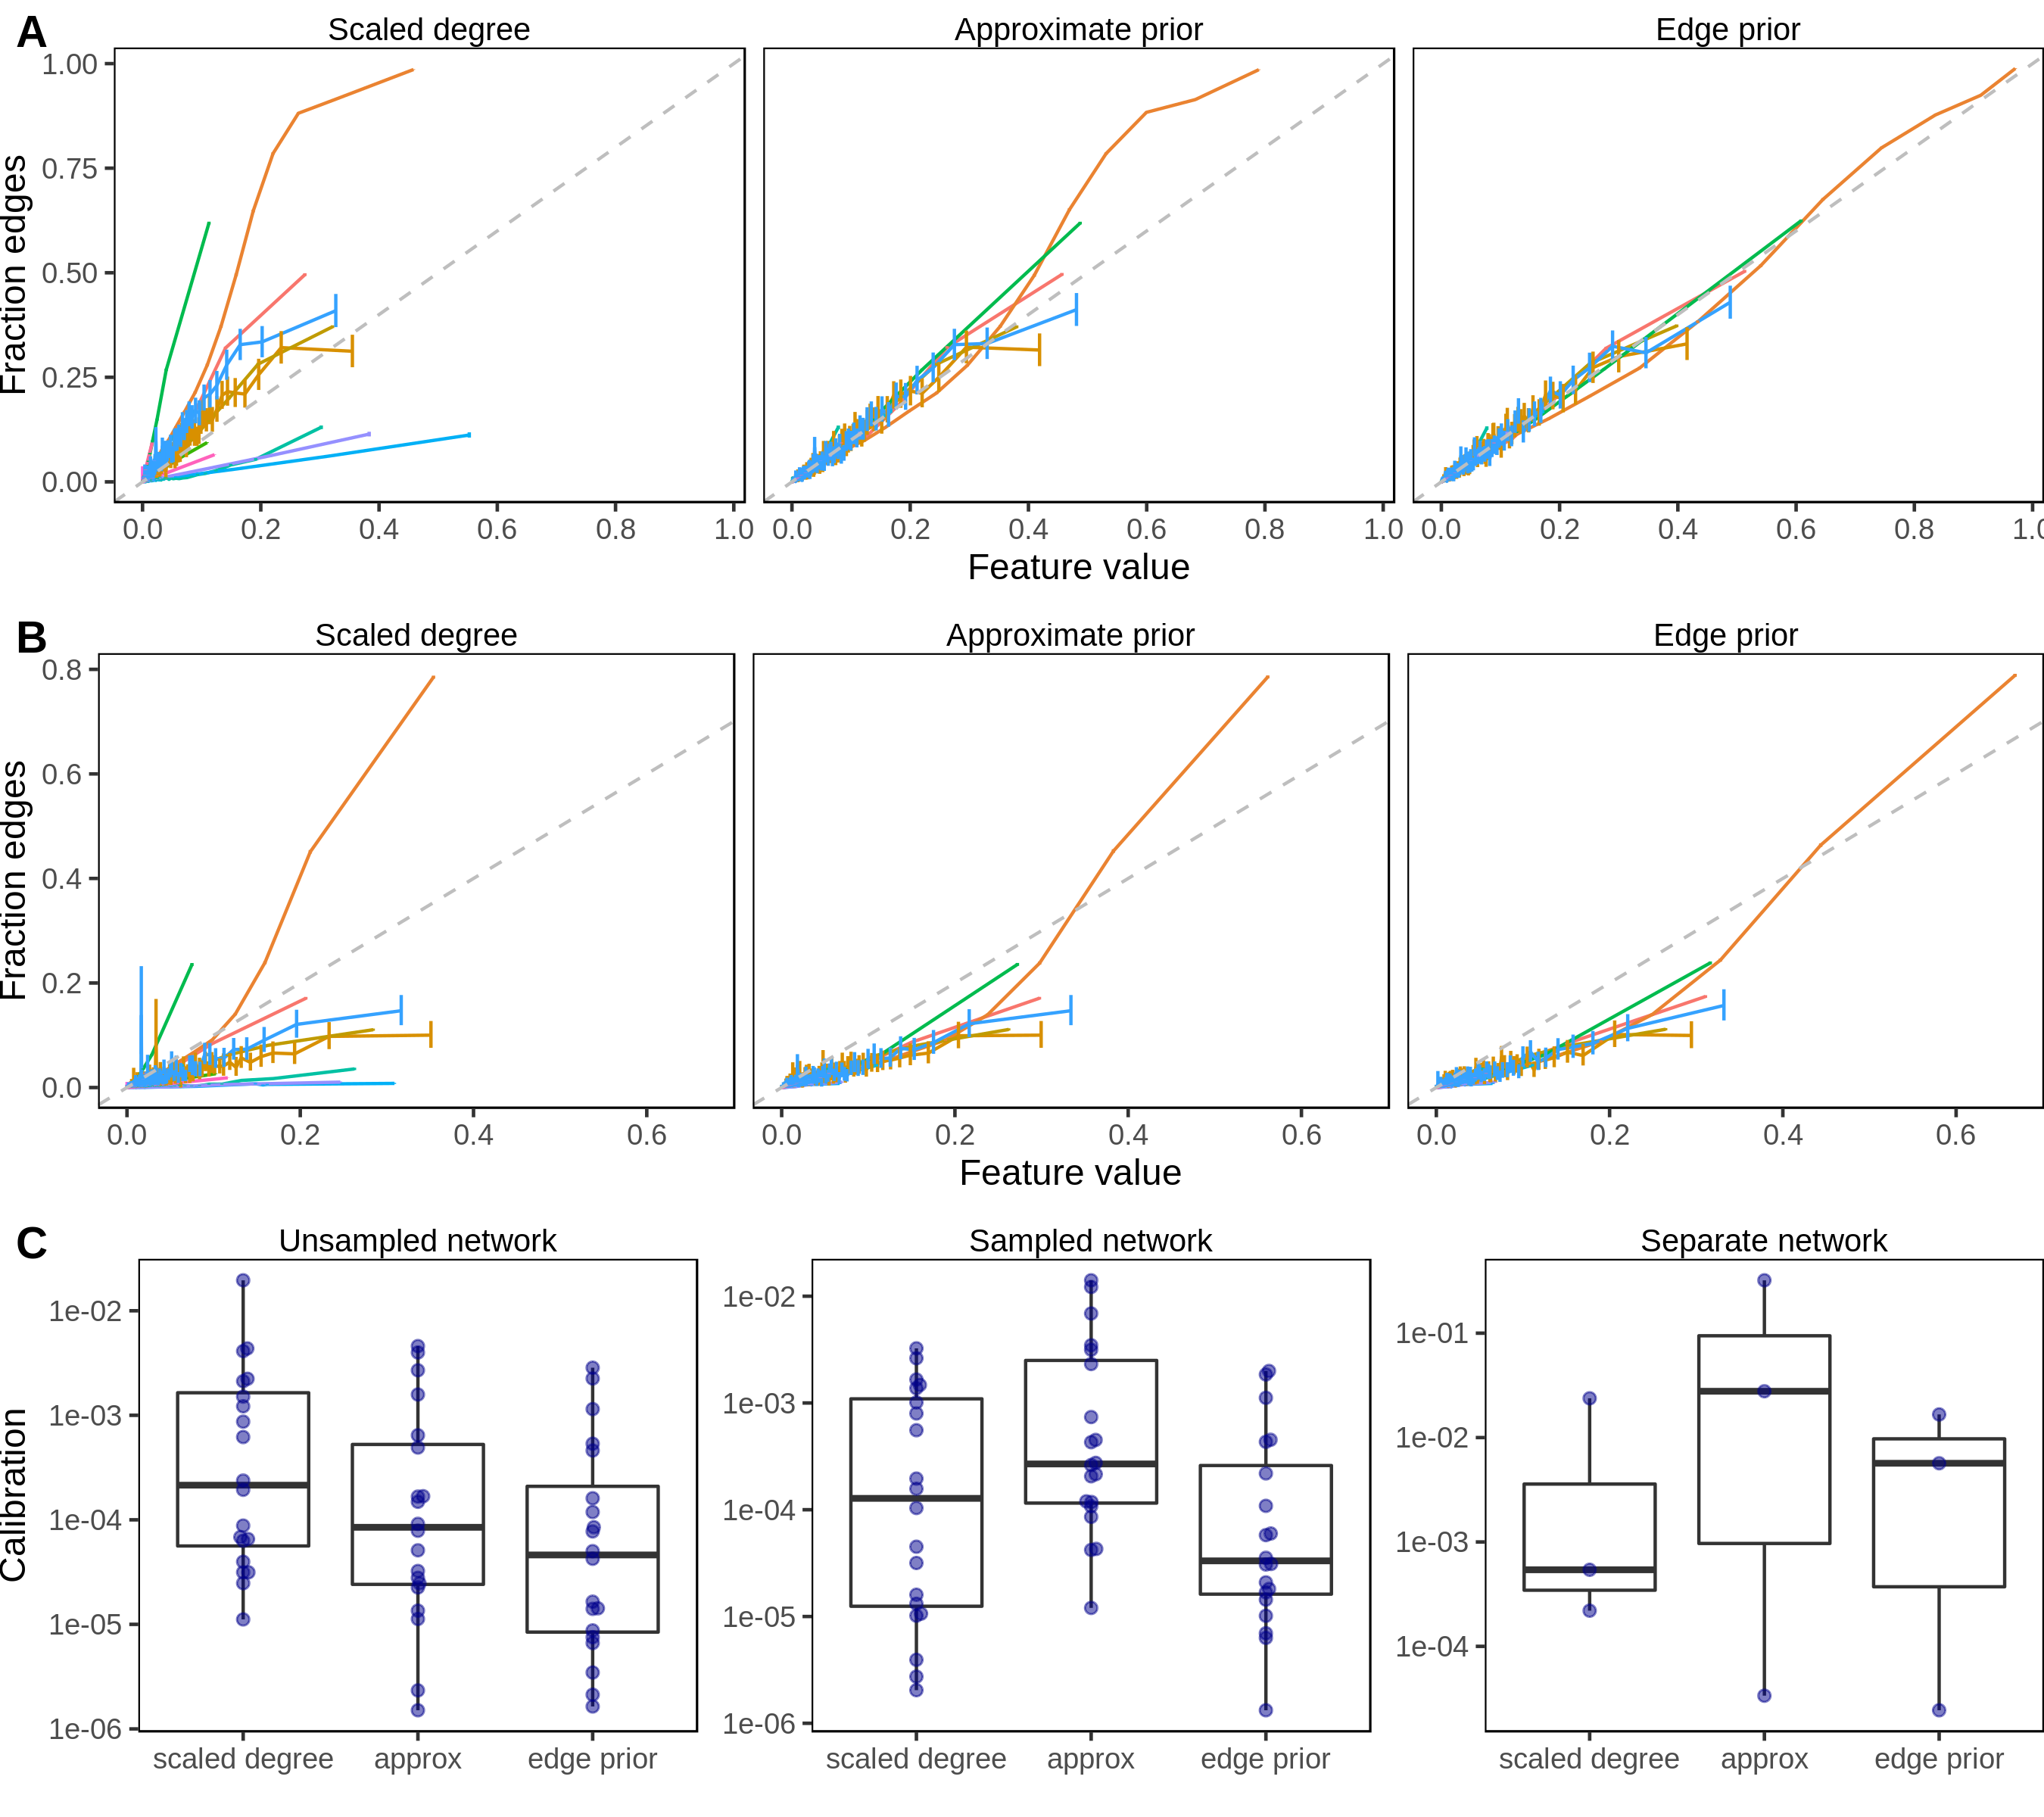 A
Scaled degree Approximate prior Edge prior
1.00
0.75
0.50
0.25
0.00
Fraction edges
0.0 0.2 0.4 0.6 0.8 1.0 0.0 0.2 0.4 0.6 0.8 1.0 0.0 0.2 0.4 0.6 0.8 1.0
Feature value
B
Scaled degree Approximate prior Edge prior
0.8
0.6
0.4
0.2
0.0
Fraction edges
0.0 0.2 0.4 0.6 0.0 0.2 0.4 0.6 0.0 0.2 0.4 0.6
Feature value
C
Unsampled network Sampled network Separate network
Calibration
1e-02
1e-03
1e-04
1e-05
1e-06
1e-02
1e-03
1e-04
1e-05
1e-06
1e-01
1e-02
1e-03
1e-04
scaled degree approx edge prior scaled degree approx edge prior scaled degree approx edge prior